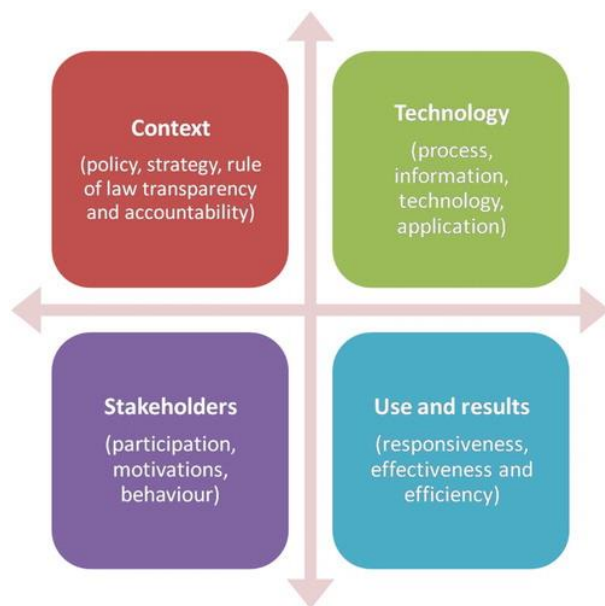 Context
(policy, strategy, rule
of law transparency
and accountability)
Technology
(process,
information,
technology,
application)
Stakeholders
(participation,
motivations,
behaviour)
Use and results
(responsiveness,
effectiveness and
efficiency)